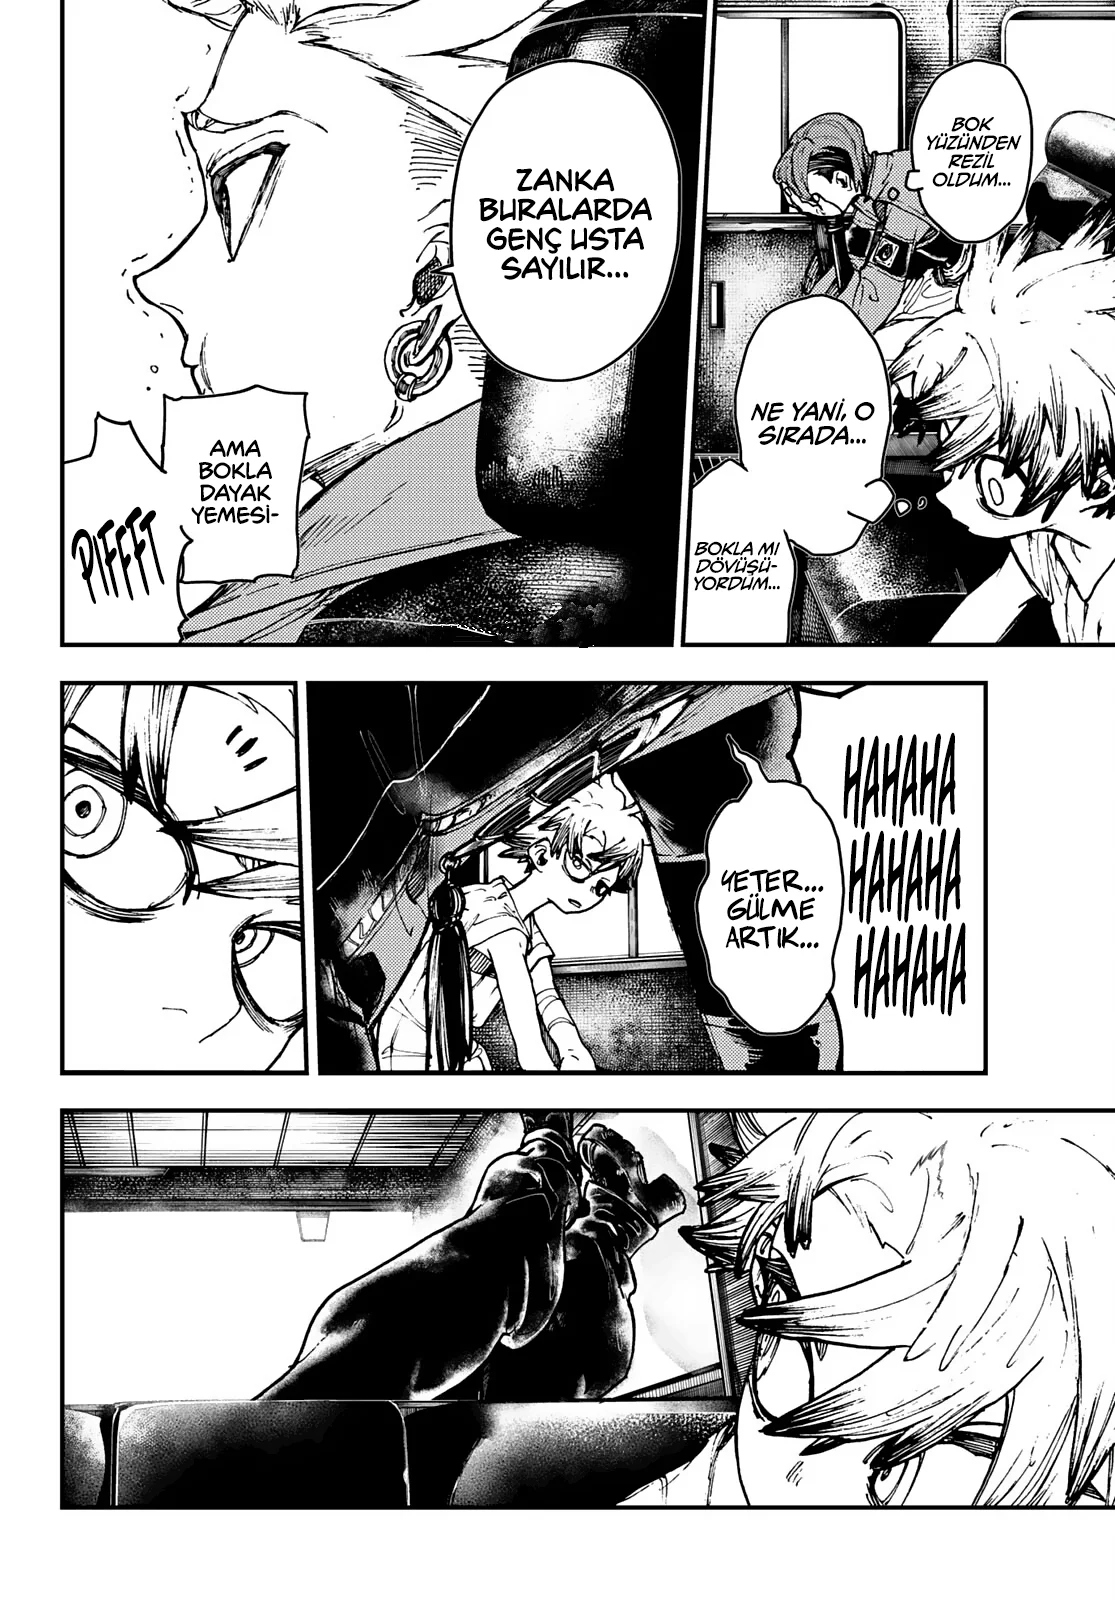 BOK
YÜZÜNDEN
REZİL
OLDUM...
NE YANİ, O
SIRADA...
BOKLA MI
DÖVÜŞÜ-
YORDUM...
ZANKA
BURALARDA
GENÇ USTA
SAYILIR...
AMA
BOKLA
DAYAK
YEMESİ-
PIFFFT
HAHAHA
HAHAHA
HAHAHA
YETER...
GÜLME
ARTIK...